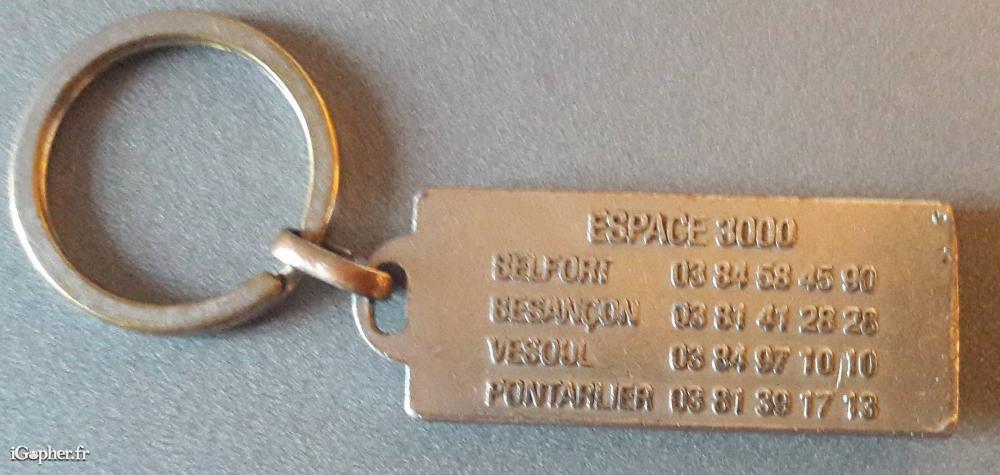 ESPACE 3000
BELFORT 03 84 58 45 90
BESANÇON 03 81 41 28 28
VESOUL 03 84 97 10 10
PONTARLIER 03 81 39 17 13
iGopher.fr